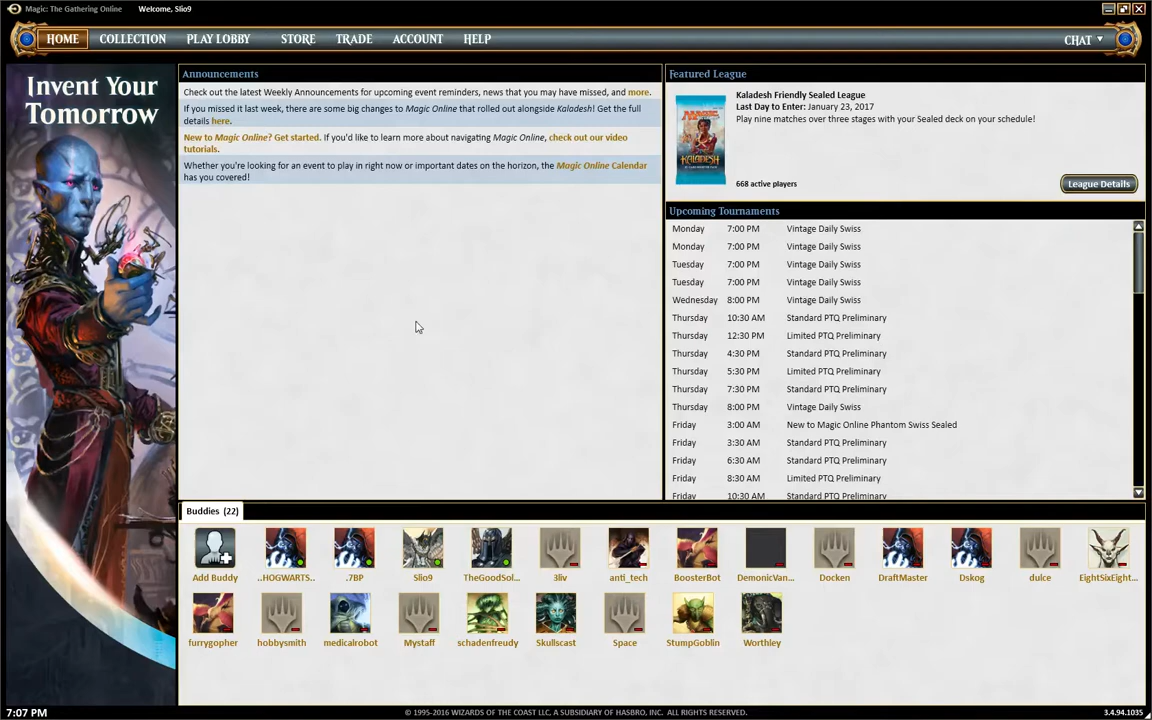 Magic: The Gathering Online Welcome, Slio9
HOME COLLECTION PLAY LOBBY STORE TRADE ACCOUNT HELP CHAT
Invent Your
Tomorrow
Announcements
Check out the latest Weekly Announcements for upcoming event reminders, news that you may have missed, and more.
If you missed it last week, there are some big changes to Magic Online that rolled out alongside Kaladesh! Get the full
details here.
New to Magic Online? Get started. If you'd like to learn more about navigating Magic Online, check out our video
tutorials.
Whether you're looking for an event to play in right now or important dates on the horizon, the Magic Online Calendar
has you covered!
Featured League
Kaladesh Friendly Sealed League
Last Day to Enter: January 23, 2017
Play nine matches over three stages with your Sealed deck on your schedule!
MAGIC
KALADESH
668 active players
League Details
Upcoming Tournaments
Monday 7:00 PM Vintage Daily Swiss
Monday 7:00 PM Vintage Daily Swiss
Tuesday 7:00 PM Vintage Daily Swiss
Tuesday 7:00 PM Vintage Daily Swiss
Wednesday 8:00 PM Vintage Daily Swiss
Thursday 10:30 AM Standard PTQ Preliminary
Thursday 12:30 PM Limited PTQ Preliminary
Thursday 4:30 PM Standard PTQ Preliminary
Thursday 5:30 PM Limited PTQ Preliminary
Thursday 7:30 PM Standard PTQ Preliminary
Thursday 8:00 PM Vintage Daily Swiss
Friday 3:00 AM New to Magic Online Phantom Swiss Sealed
Friday 3:30 AM Standard PTQ Preliminary
Friday 6:30 AM Standard PTQ Preliminary
Friday 8:30 AM Limited PTQ Preliminary
Friday 10:30 AM Standard PTQ Preliminary
Buddies (22)
Add Buddy ..HOGWARTS.. .7BP Slio9 TheGoodSol... 3liv anti_tech BoosterBot DemonicVan... Docken DraftMaster Dskog dulce EightSixEight...
furrygopher hobbysmith medicalrobot Mystaff schadenfreudy Skullscast Space StumpGoblin Worthley
7:07 PM © 1995-2016 WIZARDS OF THE COAST LLC, A SUBSIDIARY OF HASBRO, INC. ALL RIGHTS RESERVED. 3.4.94.1035